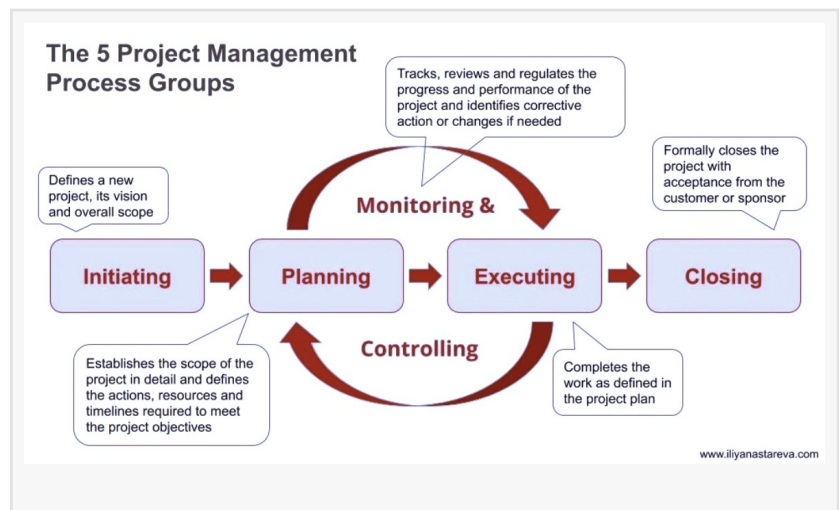 The 5 Project Management
Process Groups
Tracks, reviews and regulates the
progress and performance of the
project and identifies corrective
action or changes if needed
Formally closes the
project with
acceptance from the
customer or sponsor
Defines a new
project, its vision
and overall scope
Monitoring &
Initiating
Planning
Executing
Closing
Controlling
Establishes the scope of the
project in detail and defines
the actions, resources and
timelines required to meet
the project objectives
Completes the
work as defined in
the project plan
www.iliyanastareva.com